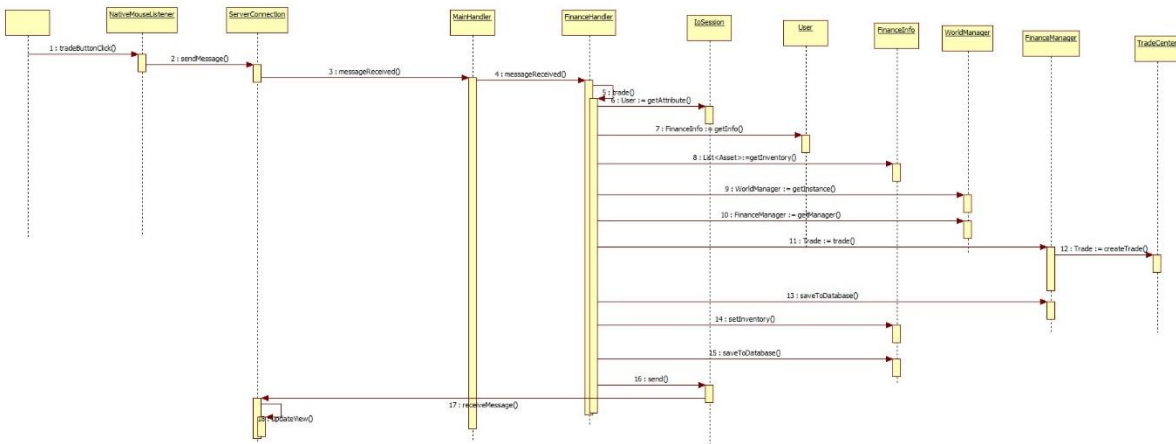 NativeMouseListener
ServerConnection
MainHandler
FinanceHandler
IoSession
User
FinanceInfo
WorldManager
FinanceManager
TradeCenter
1 : tradeButtonClick()
2 : sendMessage()
3 : messageReceived()
4 : messageReceived()
5 : trade()
6 : User := getAttribute()
7 : FinanceInfo := getInfo()
8 : List<Asset>:=getInventory()
9 : WorldManager := getInstance()
10 : FinanceManager := getManager()
11 : Trade := trade()
12 : Trade := createTrade()
13 : saveToDatabase()
14 : setInventory()
15 : saveToDatabase()
16 : send()
17 : receiveMessage()
18 : updateView()